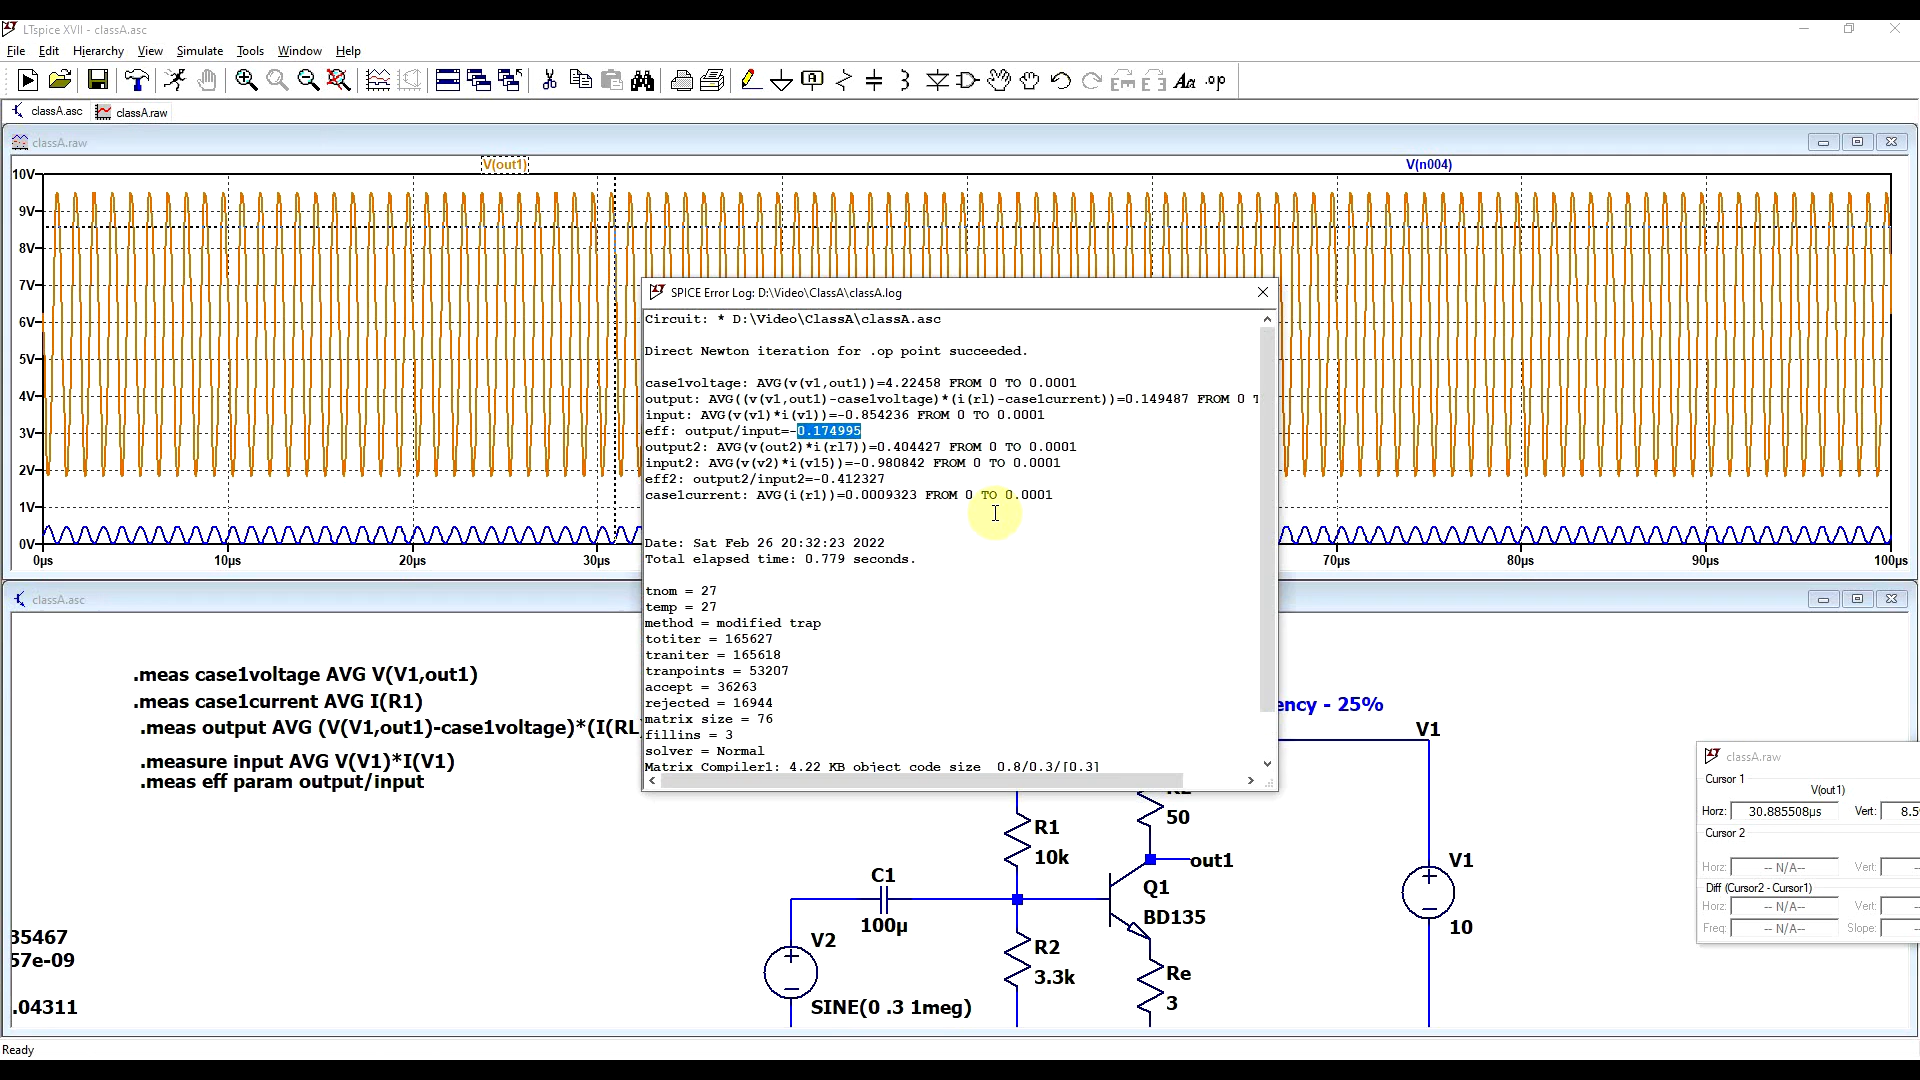 LTspice XVII - classA.asc
File Edit Hierarchy View Simulate Tools Window Help
classA.asc classA.raw
classA.raw
V(out1) V(n004)
10V
9V
8V
7V
6V
5V
4V
3V
2V
1V
0V
0µs 10µs 20µs 30µs 70µs 80µs 90µs 100µs
SPICE Error Log: D:\Video\ClassA\classA.log
Circuit: * D:\Video\ClassA\classA.asc
Direct Newton iteration for .op point succeeded.
case1voltage: AVG(v(v1,out1))=4.22458 FROM 0 TO 0.0001
output: AVG((v(v1,out1)-case1voltage)*(i(rl)-case1current))=0.149487 FROM 0 T
input: AVG(v(v1)*i(v1))=-0.854236 FROM 0 TO 0.0001
eff: output/input=-0.174995
output2: AVG(v(out2)*i(rl7))=0.404427 FROM 0 TO 0.0001
input2: AVG(v(v2)*i(v15))=-0.980842 FROM 0 TO 0.0001
eff2: output2/input2=-0.412327
case1current: AVG(i(r1))=0.0009323 FROM 0 TO 0.0001
Date: Sat Feb 26 20:32:23 2022
Total elapsed time: 0.779 seconds.
tnom = 27
temp = 27
method = modified trap
totiter = 165627
traniter = 165618
tranpoints = 53207
accept = 36263
rejected = 16944
matrix size = 76
fillins = 3
solver = Normal
Matrix Compiler1: 4.22 KB object code size 0.8/0.3/[0.3]
classA.asc
.meas case1voltage AVG V(V1,out1)
.meas case1current AVG I(R1)
.meas output AVG (V(V1,out1)-case1voltage)*(I(RL
.measure input AVG V(V1)*I(V1)
.meas eff param output/input
35467
57e-09
.04311
ency - 25%
V1
50
R1
10k
out1
C1
100µ
Q1
BD135
V1
10
V2
SINE(0 .3 1meg)
R2
3.3k
Re
3
classA.raw
Cursor 1
V(out1)
Horz: 30.885508µs Vert: 8.5
Cursor 2
Horz: -- N/A-- Vert:
Diff (Cursor2 - Cursor1)
Horz: -- N/A-- Vert:
Freq: -- N/A-- Slope:
Ready